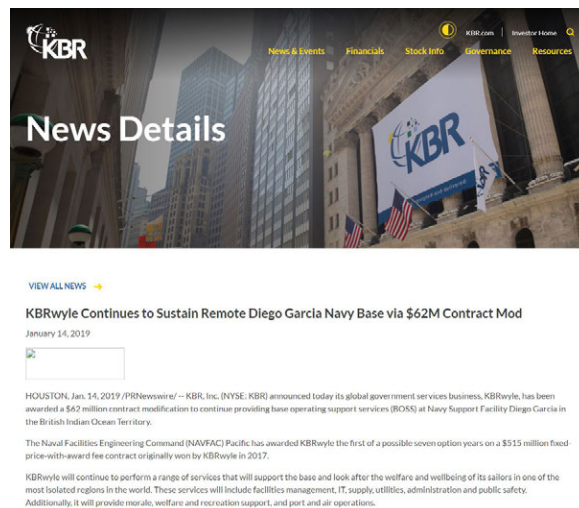 KBR
KBR.com | Investor Home
News & Events Financials Stock Info Governance Resources
News Details
KBR
VIEW ALL NEWS
KBRwyle Continues to Sustain Remote Diego Garcia Navy Base via $62M Contract Mod
January 14, 2019
HOUSTON, Jan. 14, 2019 /PRNewswire/ -- KBR, Inc. (NYSE: KBR) announced today its global government services business, KBRwyle, has been
awarded a $62 million contract modification to continue providing base operating support services (BOSS) at Navy Support Facility Diego Garcia in
the British Indian Ocean Territory.
The Naval Facilities Engineering Command (NAVFAC) Pacific has awarded KBRwyle the first of a possible seven option years on a $515 million fixed-
price-with-award fee contract originally won by KBRwyle in 2017.
KBRwyle will continue to perform a range of services that will support the base and look after the welfare and wellbeing of its sailors in one of the
most isolated regions in the world. These services will include facilities management, IT, supply, utilities, administration and public safety.
Additionally, it will provide morale, welfare and recreation support, and port and air operations.